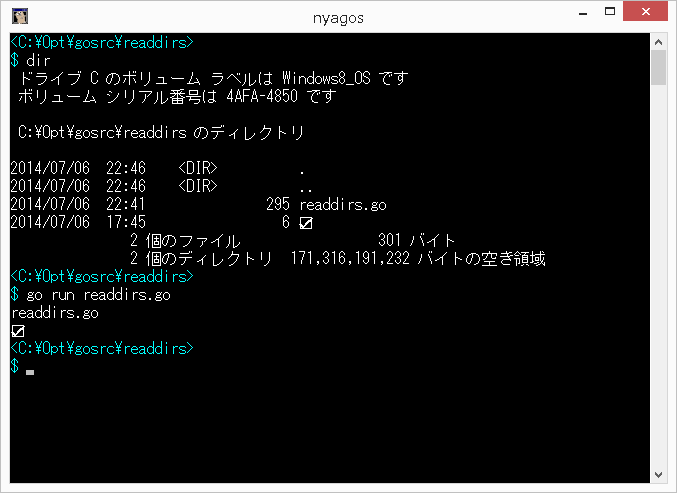 nyagos
<C:\Opt\gosrc\readdirs>
$ dir
ドライブ C のボリューム ラベルは Windows8_OS です
ボリューム シリアル番号は 4AFA-4850 です
C:\Opt\gosrc\readdirs のディレクトリ
2014/07/06  22:46    <DIR>          .
2014/07/06  22:46    <DIR>          ..
2014/07/06  22:41               295 readdirs.go
2014/07/06  17:45                 6 ☑
2 個のファイル                 301 バイト
2 個のディレクトリ  171,316,191,232 バイトの空き領域
<C:\Opt\gosrc\readdirs>
$ go run readdirs.go
readdirs.go
☑
<C:\Opt\gosrc\readdirs>
$